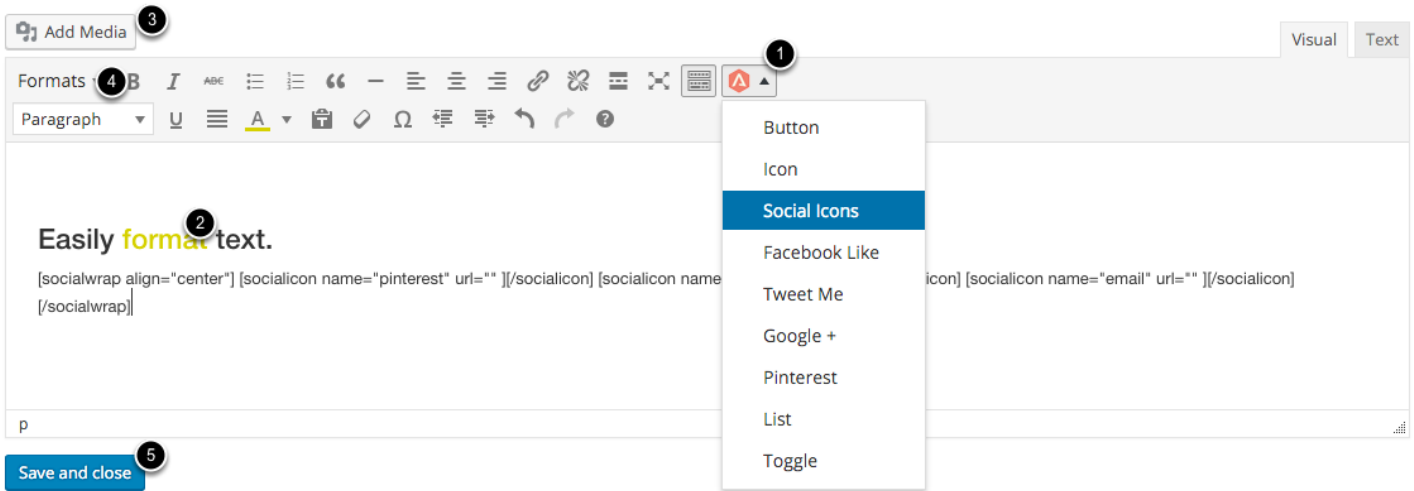 Add Media
3
Visual
Text
1
Formats
4
B
I
ABC
Paragraph
U
A
T
Ω
?
Button
Icon
Social Icons
Facebook Like
Tweet Me
Google +
Pinterest
List
Toggle
2
Easily format text.
[socialwrap align="center"] [socialicon name="pinterest" url="" ][/socialicon] [socialicon name icon] [socialicon name="email" url="" ][/socialicon]
[/socialwrap]
p
Save and close
5